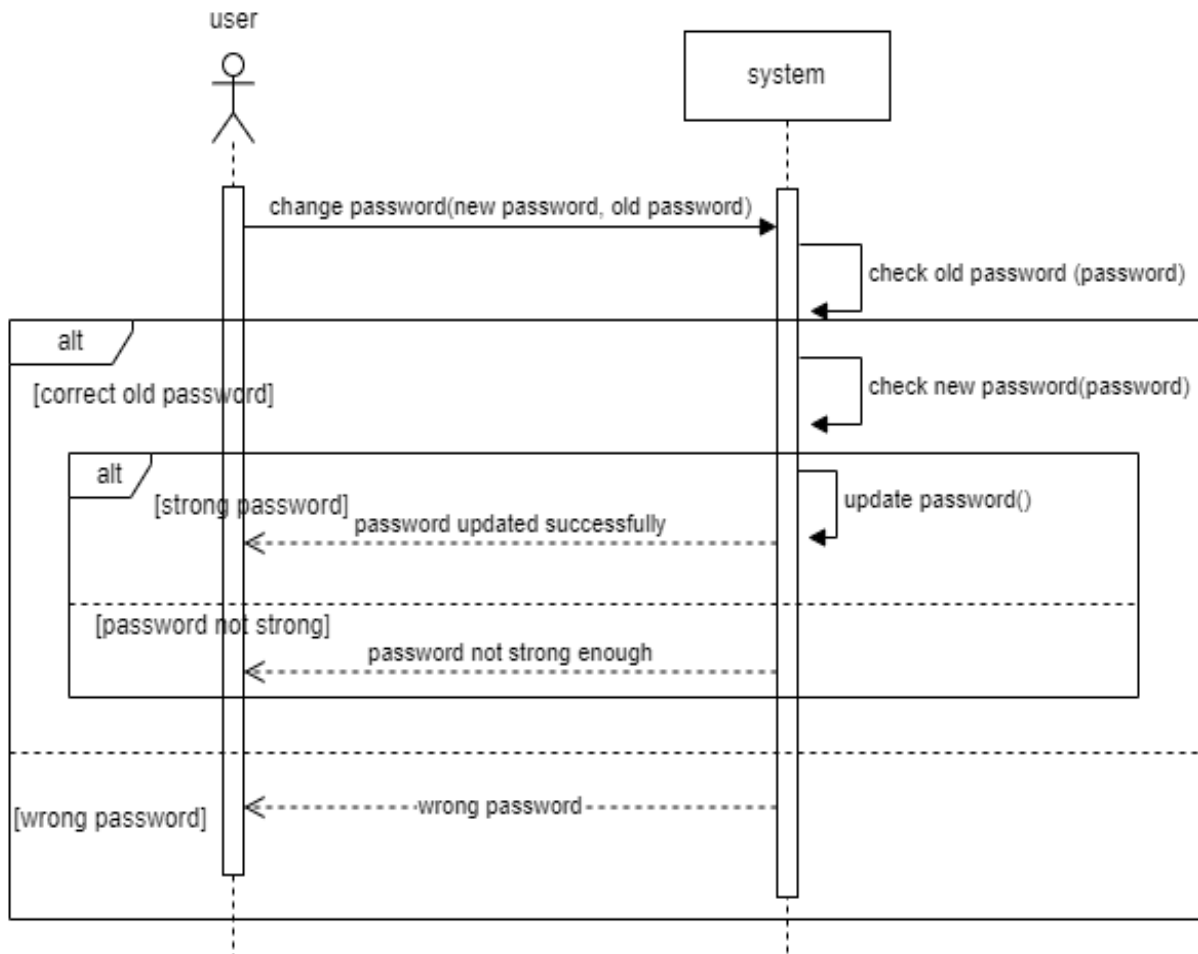 user
system
change password(new password, old password)
check old password (password)
alt
[correct old password]
check new password(password)
alt
[strong password]
update password()
password updated successfully
[password not strong]
password not strong enough
wrong password
[wrong password]